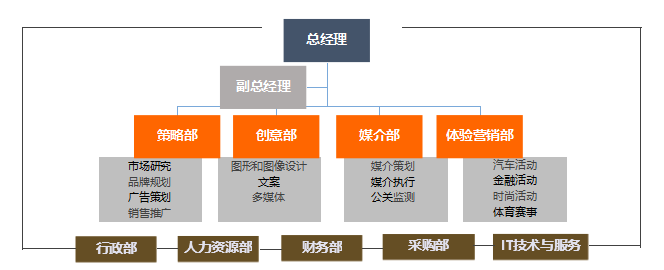 总经理
副总经理
策略部
创意部
媒介部
体验营销部
市场研究
品牌规划
广告策划
销售推广
图形和图像设计
文案
多媒体
媒介策划
媒介执行
公关监测
汽车活动
金融活动
时尚活动
体育赛事
行政部
人力资源部
财务部
采购部
IT技术与服务